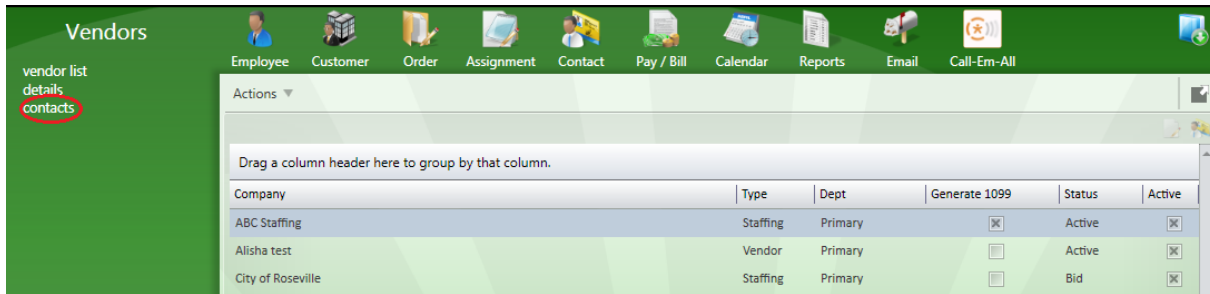 Vendors
vendor list
details
contacts
Employee Customer Order Assignment Contact Pay / Bill Calendar Reports Email Call-Em-All
Actions
Drag a column header here to group by that column.
Company Type Dept Generate 1099 Status Active
ABC Staffing Staffing Primary Active
Alisha test Vendor Primary Active
City of Roseville Staffing Primary Bid